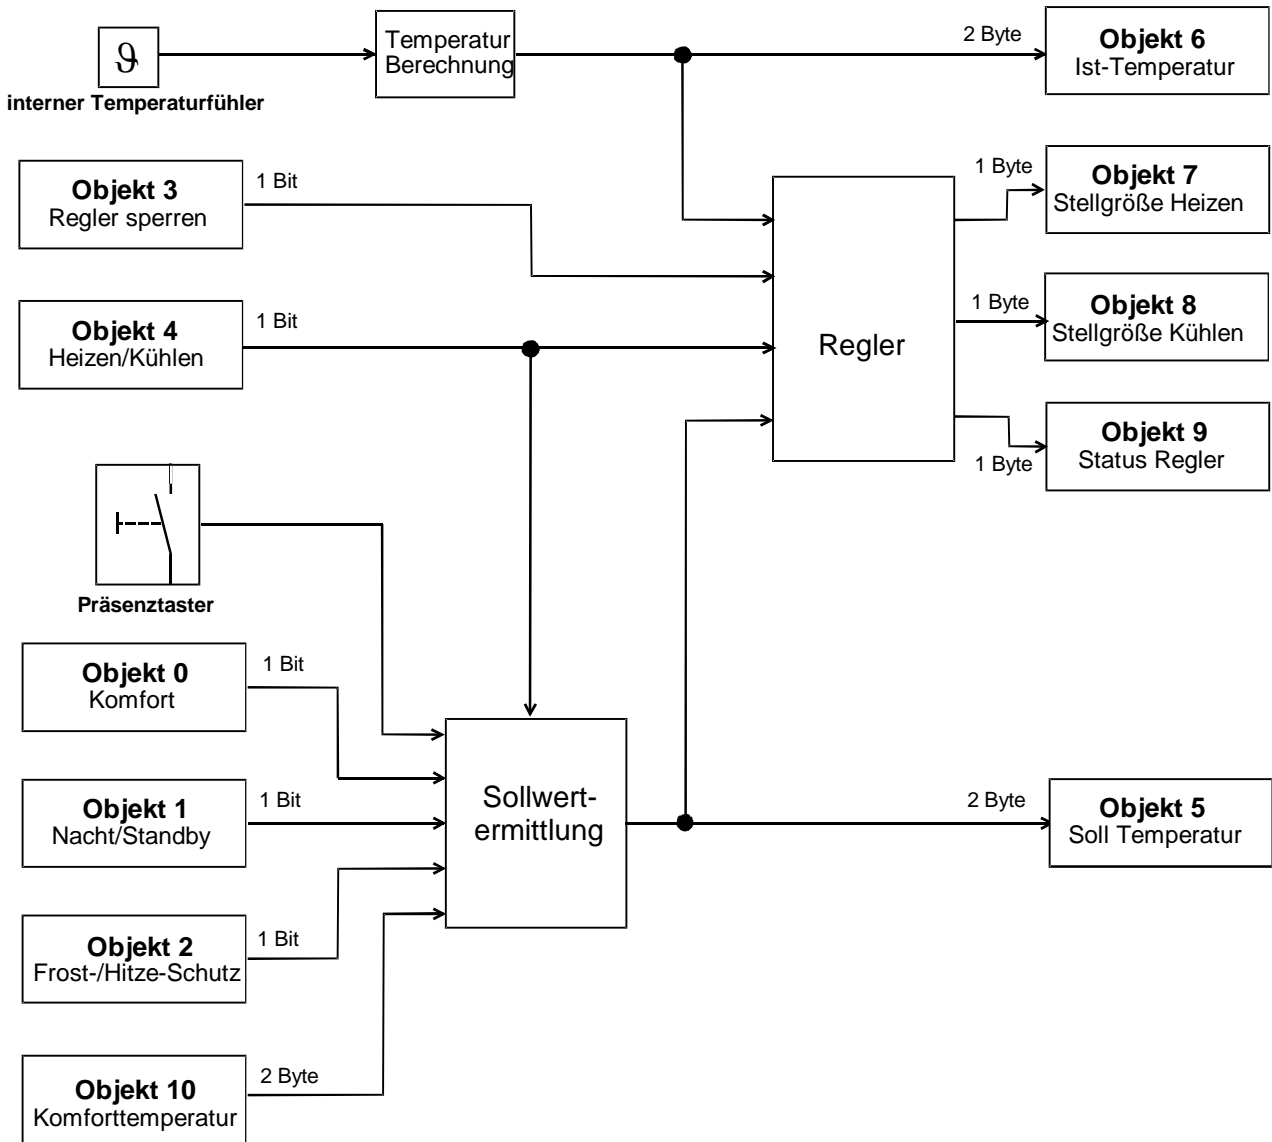 ϑ
interner Temperaturfühler
Temperatur
Berechnung
2 Byte
Objekt 6
Ist-Temperatur
Objekt 3
Regler sperren
1 Bit
1 Byte
Objekt 7
Stellgröße Heizen
Objekt 4
Heizen/Kühlen
1 Bit
Regler
1 Byte
Objekt 8
Stellgröße Kühlen
1 Byte
Objekt 9
Status Regler
Präsenztaster
Objekt 0
Komfort
1 Bit
Objekt 1
Nacht/Standby
1 Bit
Sollwert-
ermittlung
2 Byte
Objekt 5
Soll Temperatur
Objekt 2
Frost-/Hitze-Schutz
1 Bit
Objekt 10
Komforttemperatur
2 Byte